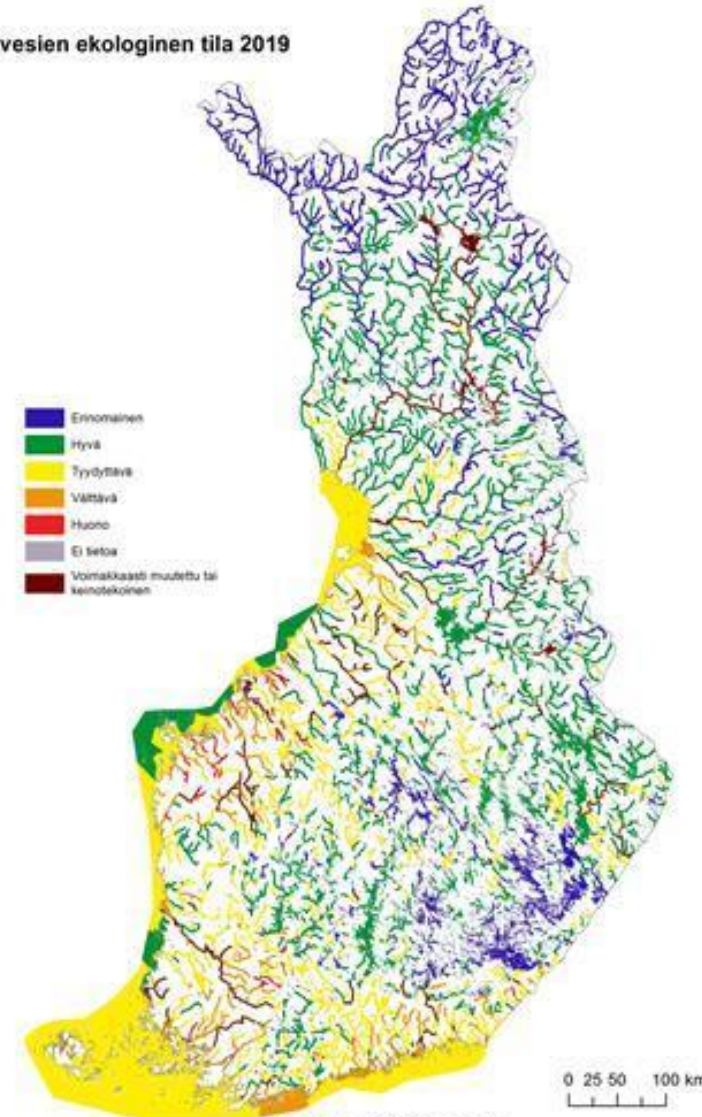 vesien ekologinen tila 2019
Erinomainen
Hyvä
Tyydyttävä
Välttävä
Huono
Ei tietoa
Voimakkaasti muutettu tai
keinotekoinen
0 25 50 100 km